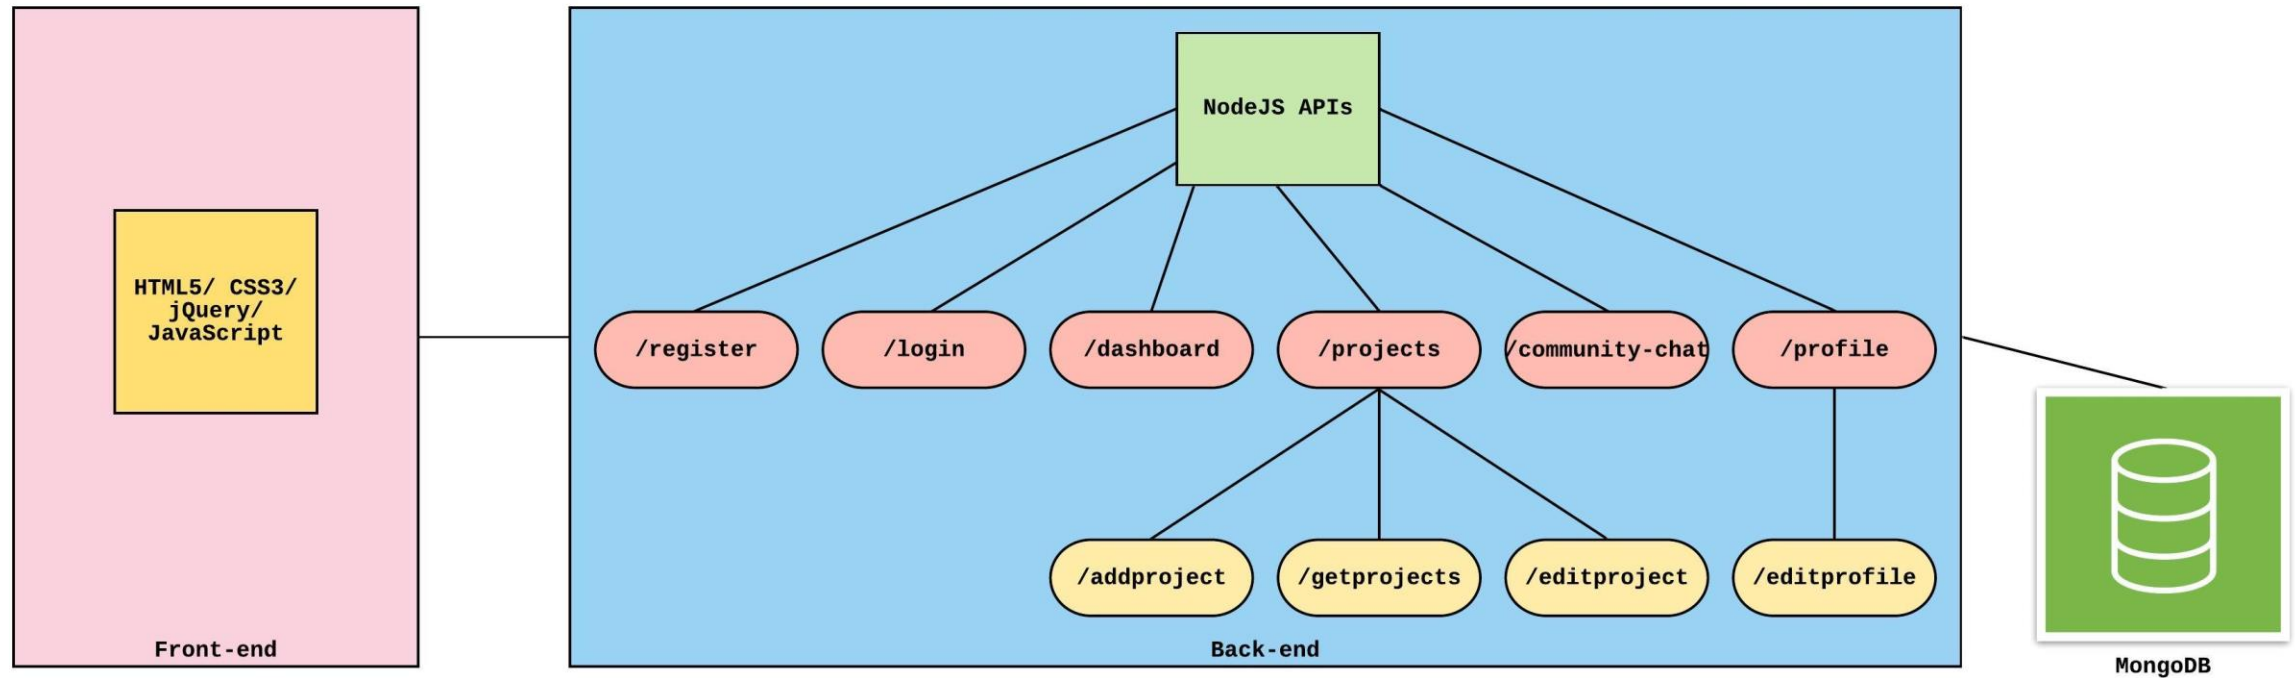 NodeJS APIs
HTML5/ CSS3/
jQuery/
JavaScript
/register
/login
/dashboard
/projects
/community-chat
/profile
/addproject
/getprojects
/editproject
/editprofile
Front-end
Back-end
MongoDB